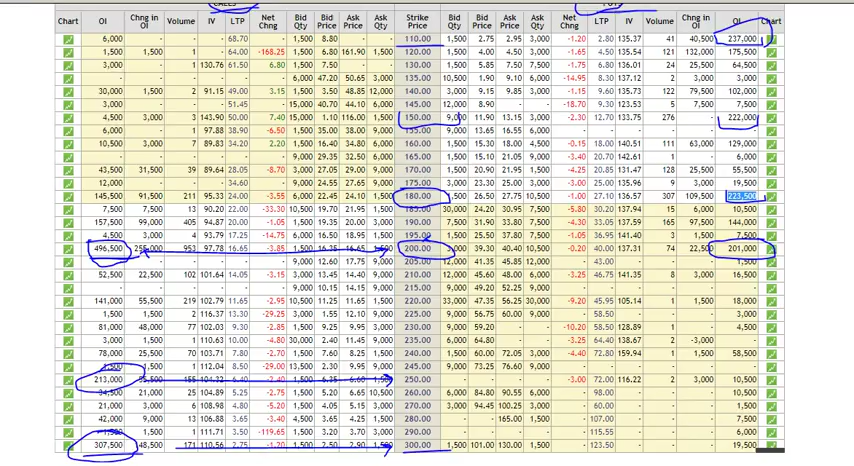 CALLS
Chart OI Chng in OI Volume IV LTP Net Chng Bid Qty Bid Price Ask Price Ask Qty Strike Price Bid Qty Bid Price Ask Price Ask Qty Net Chng LTP IV Volume Chng in OI OI Chart
6,000 - - - 68.70 - 1,500 8.80 - - 110.00 1,500 2.75 2.95 3,000 -1.20 2.80 135.37 41 40,500 237,000
1,500 1,500 1 - 64.00 -168.25 1,500 6.80 161.90 1,500 120.00 1,500 4.00 4.50 3,000 -1.65 4.50 135.54 121 132,000 175,500
3,000 - 1 130.76 61.50 6.80 1,500 7.50 - - 130.00 1,500 5.85 7.50 7,500 -1.75 6.80 136.01 24 25,500 64,500
- - - - - - 6,000 47.20 50.65 3,000 135.00 10,500 1.90 9.10 6,000 -14.95 8.30 137.12 2 3,000 3,000
30,000 1,500 2 91.15 49.00 3.15 1,500 3.50 48.85 12,000 140.00 3,000 9.15 9.85 3,000 -1.15 9.60 135.73 122 79,500 102,000
3,000 - - - 51.45 - 15,000 40.70 44.10 6,000 145.00 12,000 8.90 - - -18.70 9.30 123.53 5 7,500 7,500
4,500 3,000 3 143.90 50.00 7.40 15,000 1.10 116.00 1,500 150.00 9,000 11.90 13.15 3,000 -2.30 12.70 133.75 276 - 222,000
6,000 - 1 97.88 38.90 -6.50 1,500 35.00 38.00 9,000 155.00 9,000 13.65 16.55 6,000 - - - - - -
10,500 3,000 7 89.83 34.20 2.20 1,500 16.40 34.80 6,000 160.00 1,500 15.30 18.00 4,500 -0.15 18.00 140.51 111 63,000 129,000
- - - - - - 9,000 29.35 32.50 6,000 165.00 1,500 15.10 21.05 9,000 -3.40 20.70 142.61 1 - 6,000
43,500 31,500 39 89.64 28.05 -8.70 3,000 27.05 29.00 9,000 170.00 1,500 20.90 21.95 1,500 -4.25 20.85 131.47 128 25,500 55,500
12,000 - - - 34.60 - 9,000 24.55 27.65 9,000 175.00 3,000 23.30 25.00 3,000 -3.00 25.00 135.96 9 3,000 19,500
145,500 91,500 211 95.33 24.00 -3.55 6,000 22.45 24.10 1,500 180.00 500 26.50 27.75 10,500 -1.00 27.10 136.57 307 109,500 223,500
7,500 7,500 13 90.20 22.00 -33.30 10,500 19.70 21.95 1,500 185.00 30,000 24.20 30.95 7,500 -5.80 30.20 137.94 15 6,000 10,500
157,500 99,000 405 94.87 20.00 -1.05 1,500 19.35 20.00 3,000 190.00 7,500 31.90 33.80 7,500 -4.30 33.05 137.59 165 97,500 144,000
4,500 3,000 4 93.79 17.25 -14.75 6,000 16.50 18.95 9,000 195.00 1,500 25.50 37.80 7,500 -1.05 36.95 141.40 3 1,500 7,500
496,500 255,000 953 97.78 16.65 -3.85 1,500 16.35 16.65 1,500 200.00 39.30 40.40 10,500 -0.20 40.00 137.31 74 22,500 201,000
- - - - - - 9,000 12.60 17.75 9,000 205.00 12,000 41.35 45.85 12,000 - 43.00 - - - 1,500
52,500 22,500 102 101.64 14.05 -3.15 3,000 13.45 14.40 9,000 210.00 12,000 45.60 48.00 6,000 -3.25 46.75 141.35 8 3,000 16,500
- - - - - - 9,000 10.15 14.15 9,000 215.00 9,000 49.20 52.25 9,000 - - - - - -
141,000 55,500 219 102.79 11.65 -2.95 10,500 11.25 11.65 1,500 220.00 33,000 47.35 56.25 30,000 -9.20 45.95 105.14 1 1,500 18,000
1,500 1,500 2 116.37 13.30 -29.25 3,000 1.55 12.10 9,000 225.00 9,000 56.75 60.00 9,000 - 58.50 - - - 3,000
81,000 48,000 77 102.03 9.30 -2.85 1,500 9.25 9.95 3,000 230.00 9,000 59.20 - - -10.20 58.50 128.89 1 - 4,500
3,000 - 1 110.63 10.00 -4.80 30,000 2.40 11.45 9,000 235.00 6,000 64.80 - - -3.25 64.40 138.67 2 -3,000 -
78,000 25,500 70 103.71 7.80 -2.70 1,500 7.60 8.25 1,500 240.00 1,500 60.00 72.05 3,000 -4.40 72.80 159.94 1 1,500 58,500
1,500 1,500 1 112.04 8.50 -29.00 13,500 2.30 9.95 9,000 245.00 9,000 73.25 76.60 9,000 - - - - - -
213,000 155 104.32 6.40 -2.40 1,500 6.35 6.60 1,500 250.00 - - - - -3.00 72.00 116.22 2 3,000 10,500
34,500 21,000 25 104.89 5.25 -2.75 1,500 5.20 6.65 10,500 260.00 6,000 84.80 90.55 6,000 - 98.00 - - - 10,500
21,000 3,000 6 108.98 4.80 -5.20 1,500 4.05 5.15 3,000 270.00 3,000 94.45 100.25 3,000 - 60.00 - - - 1,500
42,000 9,000 13 106.88 3.65 -3.40 4,500 3.65 4.25 1,500 280.00 - - 165.00 1,500 - 107.00 - - - 7,500
1,500 1,500 1 111.71 3.50 -119.65 1,500 3.20 3.70 3,000 290.00 - - - - - 115.55 - - - 6,000
307,500 48,500 171 110.56 2.75 -1.20 1,500 2.50 2.90 1,500 300.00 1,500 101.00 130.00 1,500 - 123.50 - - - 19,500